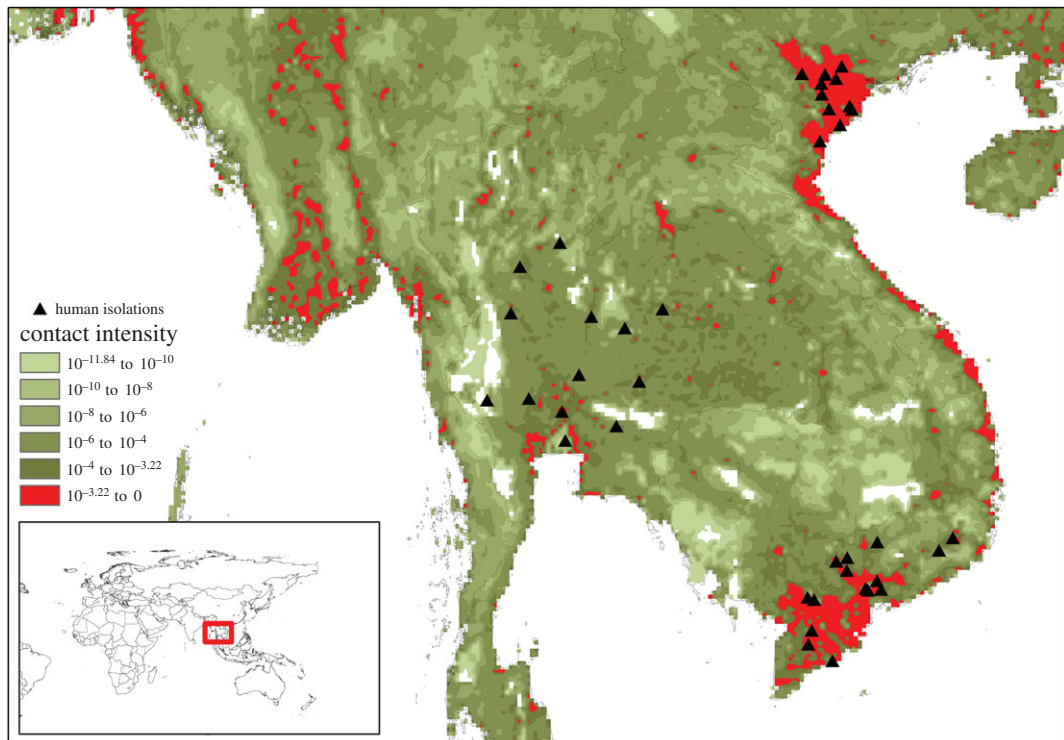 human isolations
contact intensity
10⁻¹¹·⁸⁴ to 10⁻¹⁰
10⁻¹⁰ to 10⁻⁸
10⁻⁸ to 10⁻⁶
10⁻⁶ to 10⁻⁴
10⁻⁴ to 10⁻³·²²
10⁻³·²² to 0